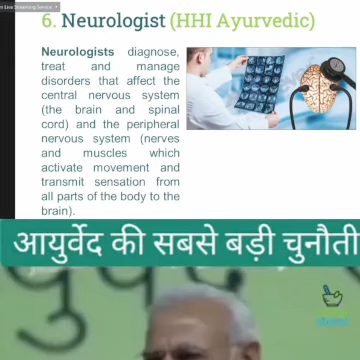 6. Neurologist (HHI Ayurvedic)
Neurologists diagnose,
treat and manage
disorders that affect the
central nervous system
(the brain and spinal
cord) and the peripheral
nervous system (nerves
and muscles which
activate movement and
transmit sensation from
all parts of the body to the
brain).
आयुर्वेद की सबसे बड़ी चुनौती